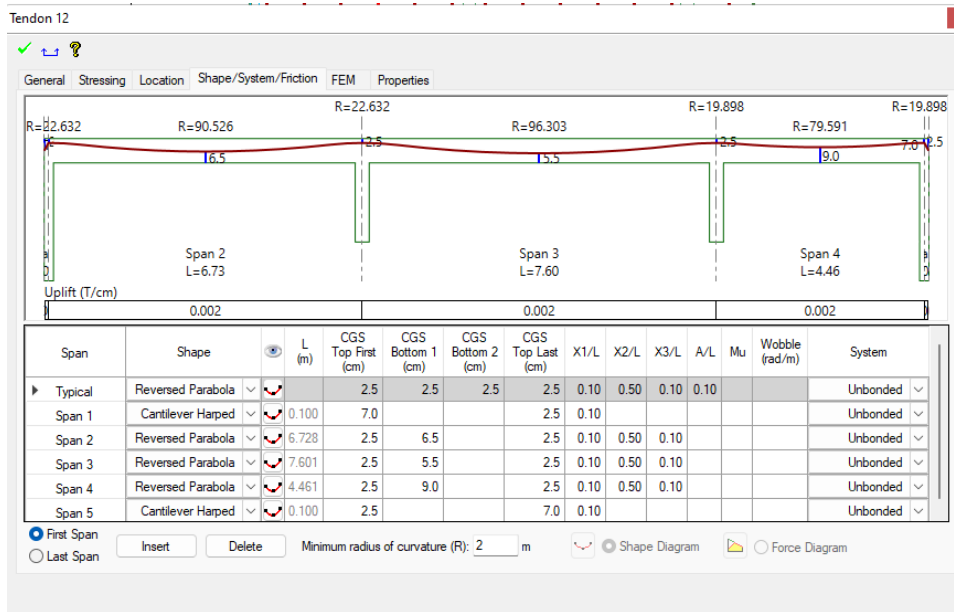 Tendon 12
General Stressing Location Shape/System/Friction FEM Properties
R=22.632 R=19.898 R=19.898
R=22.632 R=90.526 R=96.303 R=79.591
2.5 2.5 7.0 2.5
6.5 5.5 9.0
Span 2 Span 3 Span 4
L=6.73 L=7.60 L=4.46
Uplift (T/cm)
0.002 0.002 0.002
Span Shape L (m) CGS Top First (cm) CGS Bottom 1 (cm) CGS Bottom 2 (cm) CGS Top Last (cm) X1/L X2/L X3/L A/L Mu Wobble (rad/m) System
Typical Reversed Parabola 2.5 2.5 2.5 2.5 0.10 0.50 0.10 0.10 Unbonded
Span 1 Cantilever Harped 0.100 7.0 2.5 0.10 Unbonded
Span 2 Reversed Parabola 6.728 2.5 6.5 2.5 0.10 0.50 0.10 Unbonded
Span 3 Reversed Parabola 7.601 2.5 5.5 2.5 0.10 0.50 0.10 Unbonded
Span 4 Reversed Parabola 4.461 2.5 9.0 2.5 0.10 0.50 0.10 Unbonded
Span 5 Cantilever Harped 0.100 2.5 7.0 0.10 Unbonded
First Span
Last Span
Insert Delete Minimum radius of curvature (R): 2 m Shape Diagram Force Diagram